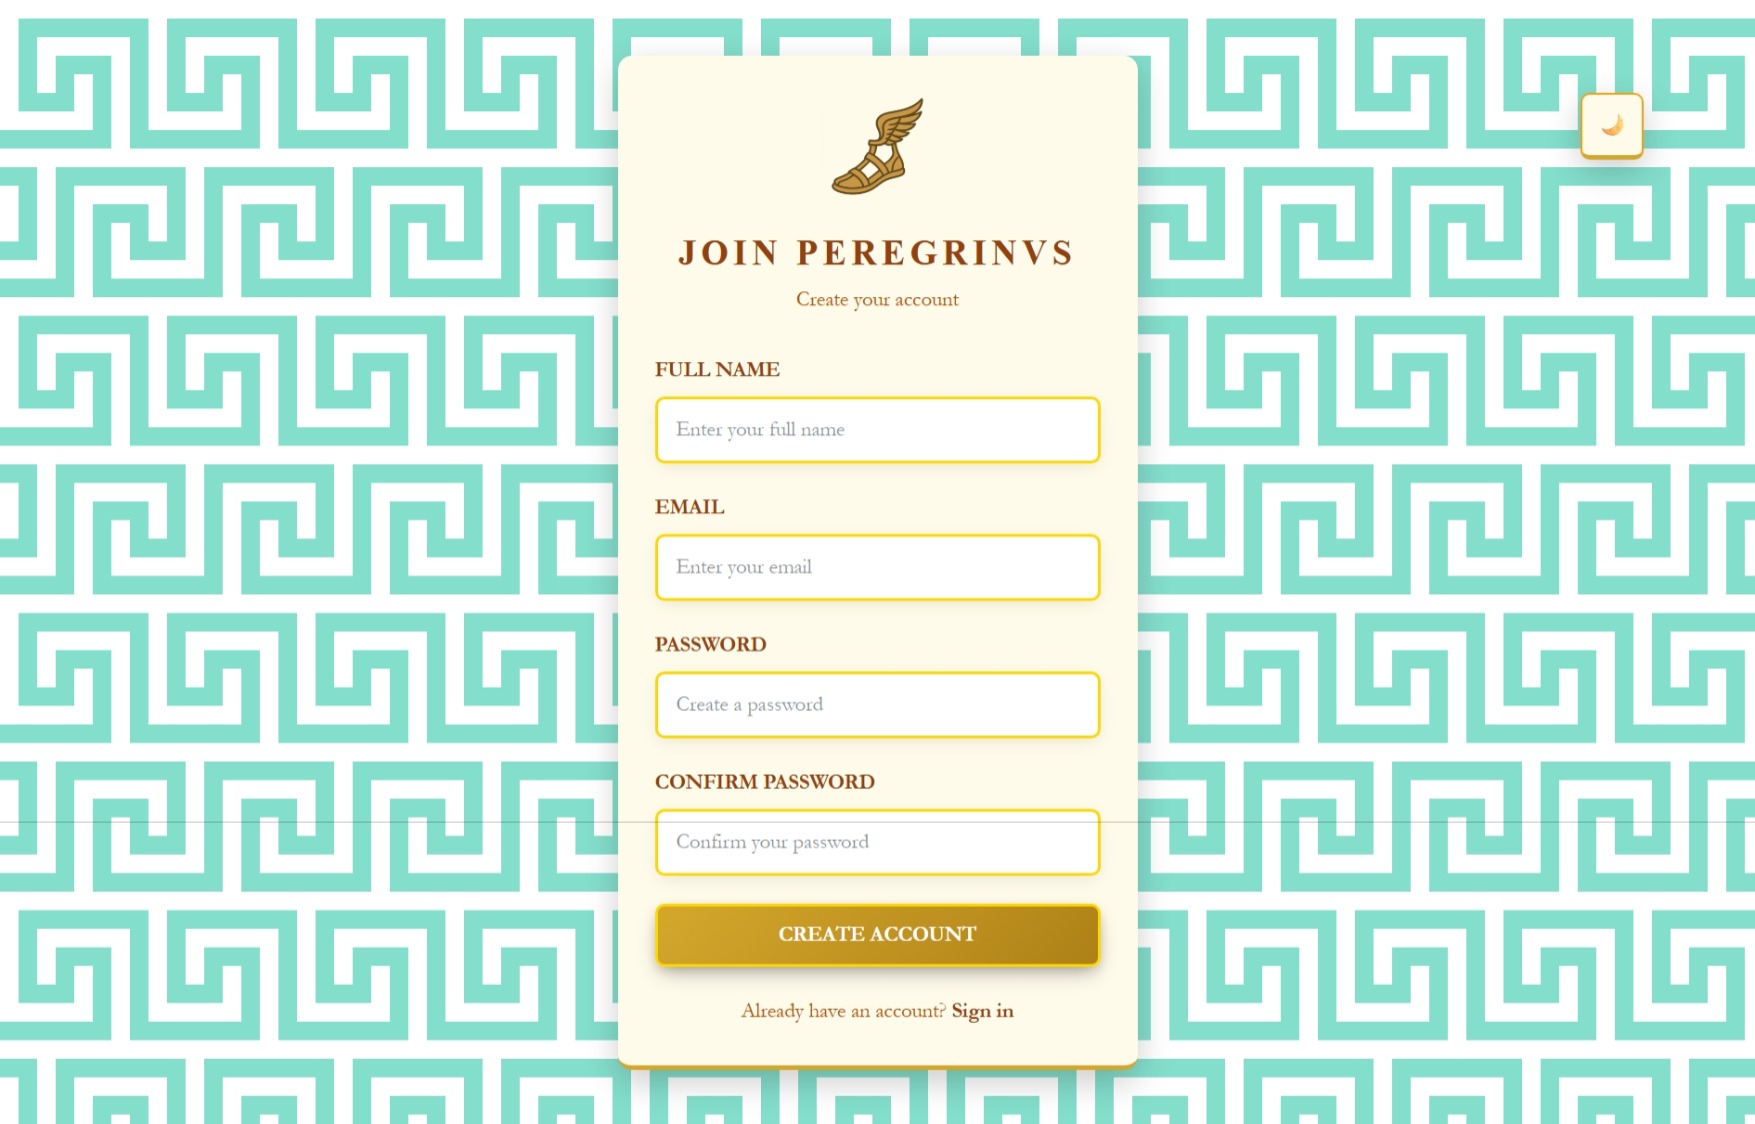 JOIN PEREGRINVS
Create your account
FULL NAME
Enter your full name
EMAIL
Enter your email
PASSWORD
Create a password
CONFIRM PASSWORD
Confirm your password
CREATE ACCOUNT
Already have an account? Sign in